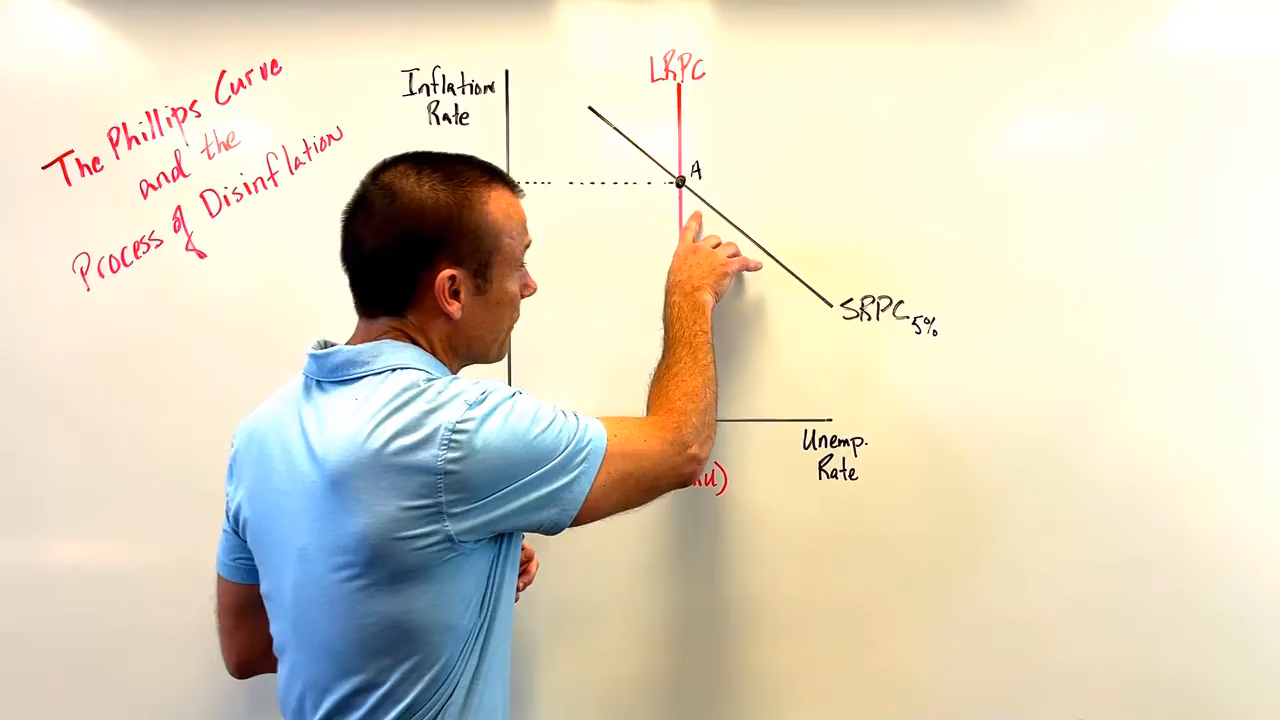 The Phillips Curve
and the
Process of Disinflation
Inflation
Rate
LRPC
A
SRPC 5%
Unemp.
Rate